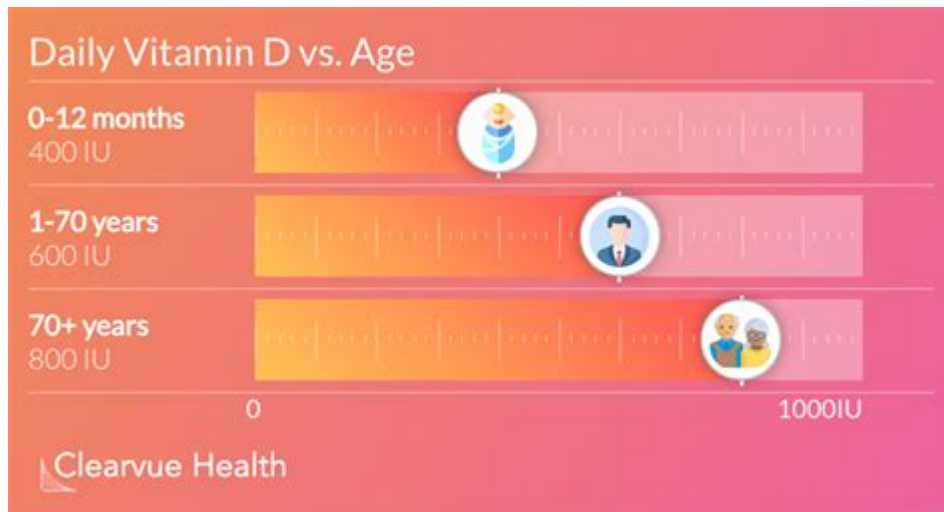 Daily Vitamin D vs. Age
0-12 months
400 IU
1-70 years
600 IU
70+ years
800 IU
0 1000IU
Clearvue Health